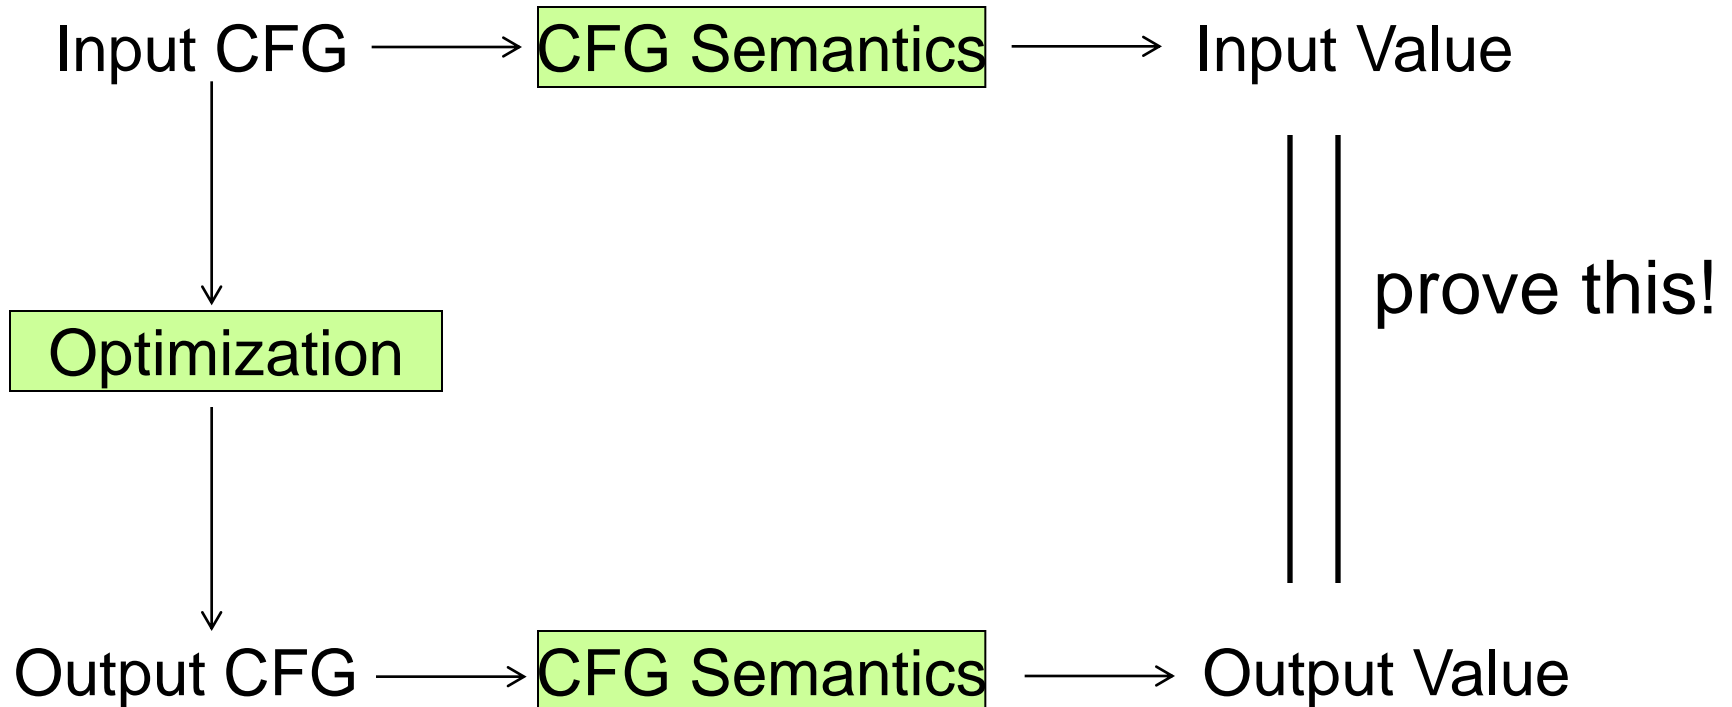 Input CFG
CFG Semantics
Input Value
prove this!
Optimization
Output CFG
CFG Semantics
Output Value